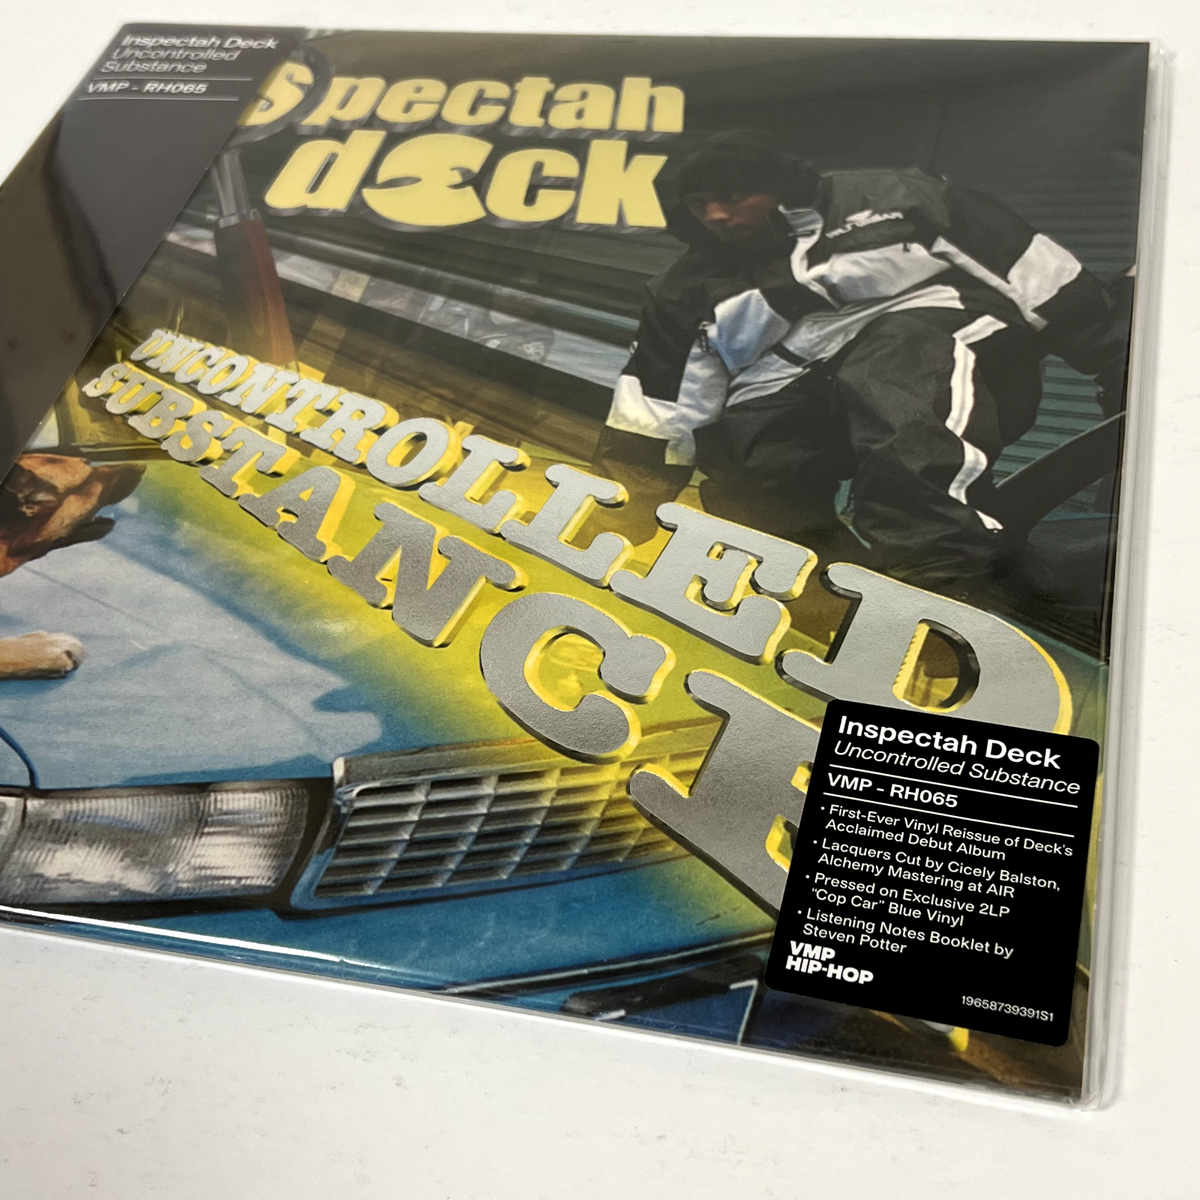 Inspectah Deck
Uncontrolled
Substance
VMP - RH065
Spectah
deck
UNCONTROLLED
SUBSTANCE
WU WEAR
Inspectah Deck
Uncontrolled Substance
VMP - RH065
• First-Ever Vinyl Reissue of Deck's
Acclaimed Debut Album
• Lacquers Cut by Cicely Balston,
Alchemy Mastering at AIR
• Pressed on Exclusive 2LP
"Cop Car" Blue Vinyl
• Listening Notes Booklet by
Steven Potter
VMP
HIP-HOP
19658739391S1